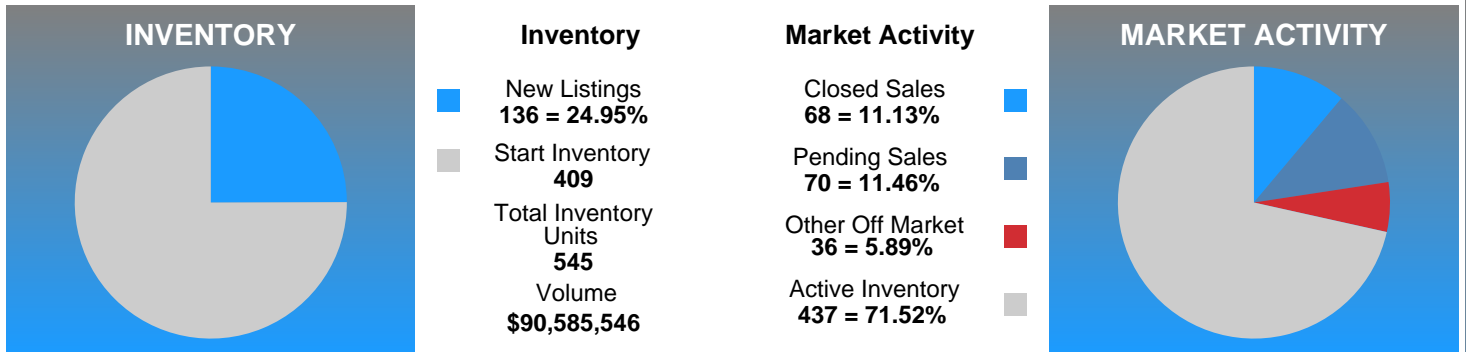 INVENTORY
Inventory
New Listings
136 = 24.95%
Start Inventory
409
Total Inventory
Units
545
Volume
$90,585,546
Market Activity
Closed Sales
68 = 11.13%
Pending Sales
70 = 11.46%
Other Off Market
36 = 5.89%
Active Inventory
437 = 71.52%
MARKET ACTIVITY